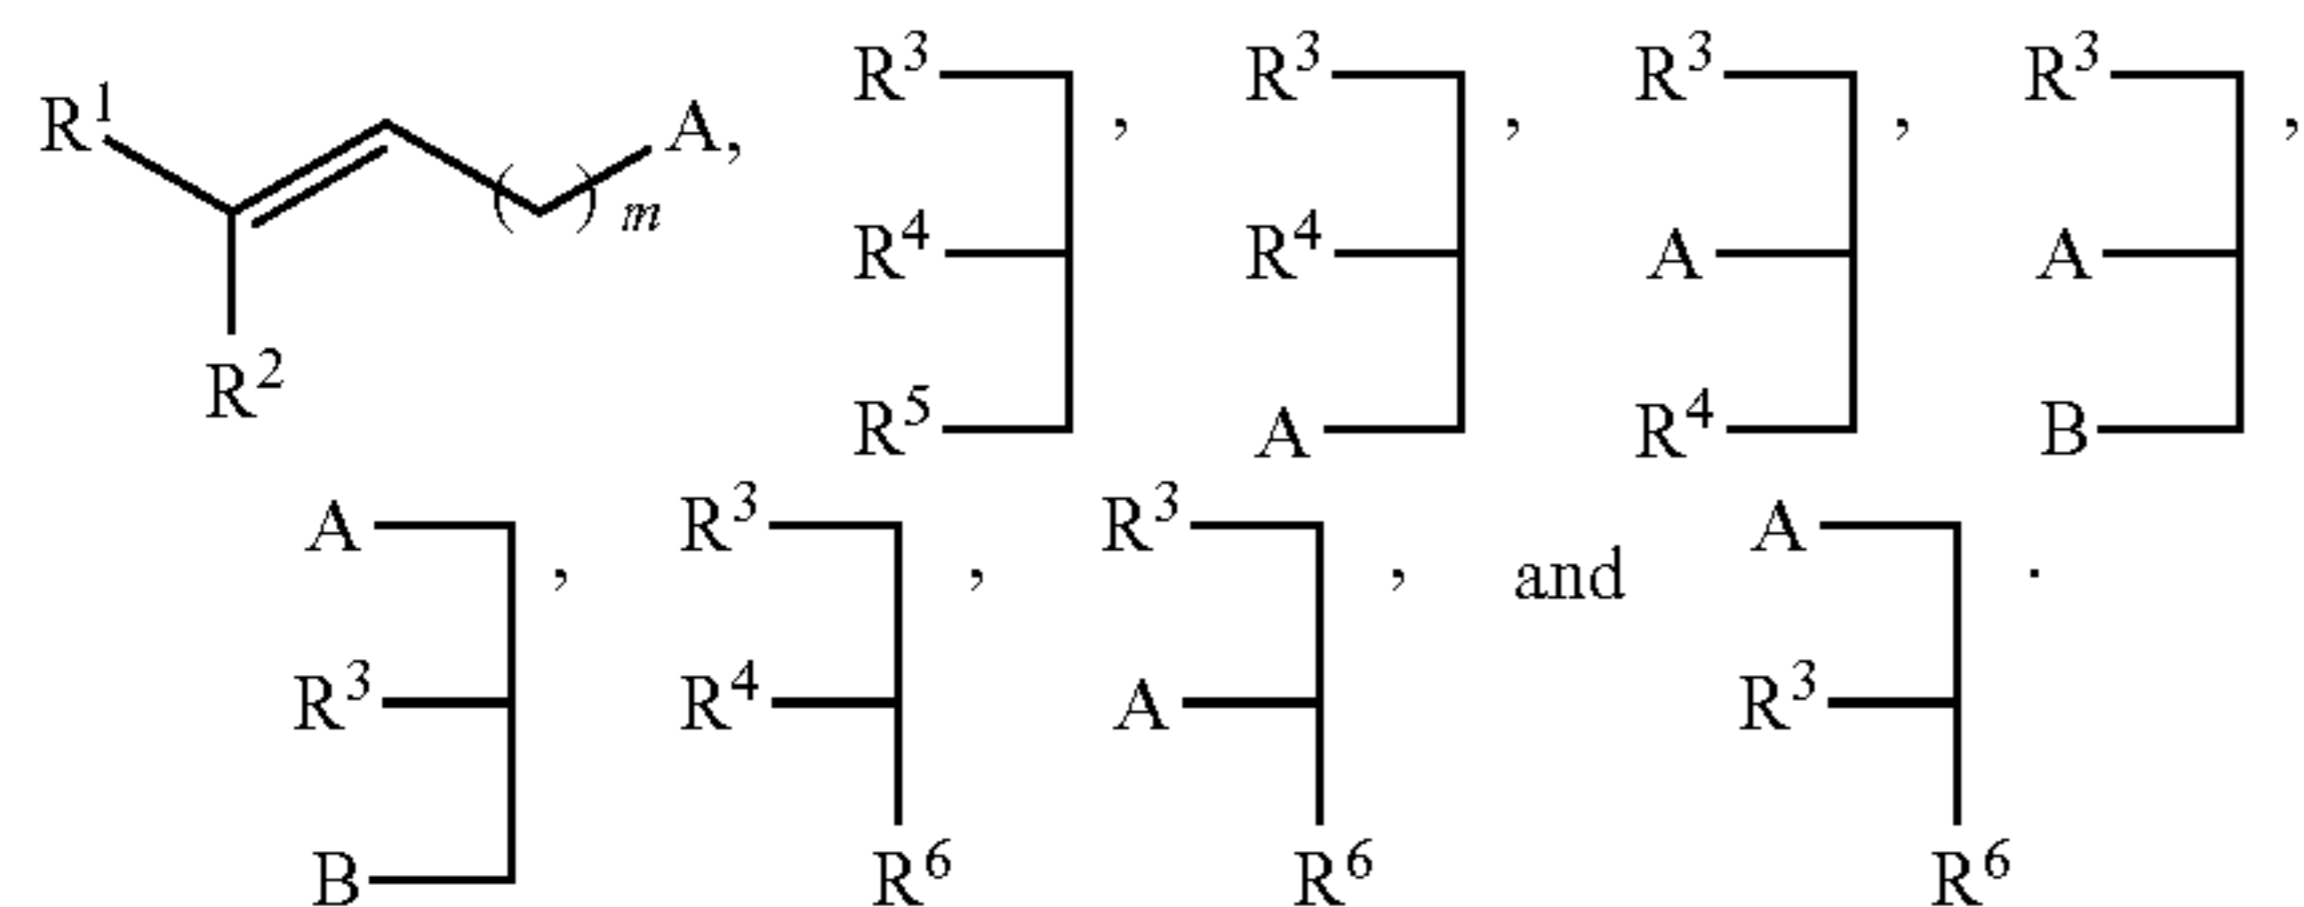 R³ , R³ , R³ , R³ ,
R¹ A,
( ) m
R⁴ R⁴ A A
R²
R⁵ A R⁴ B
A , R³ , R³ , and A .
R³ R⁴ A R³
B R⁶ R⁶ R⁶